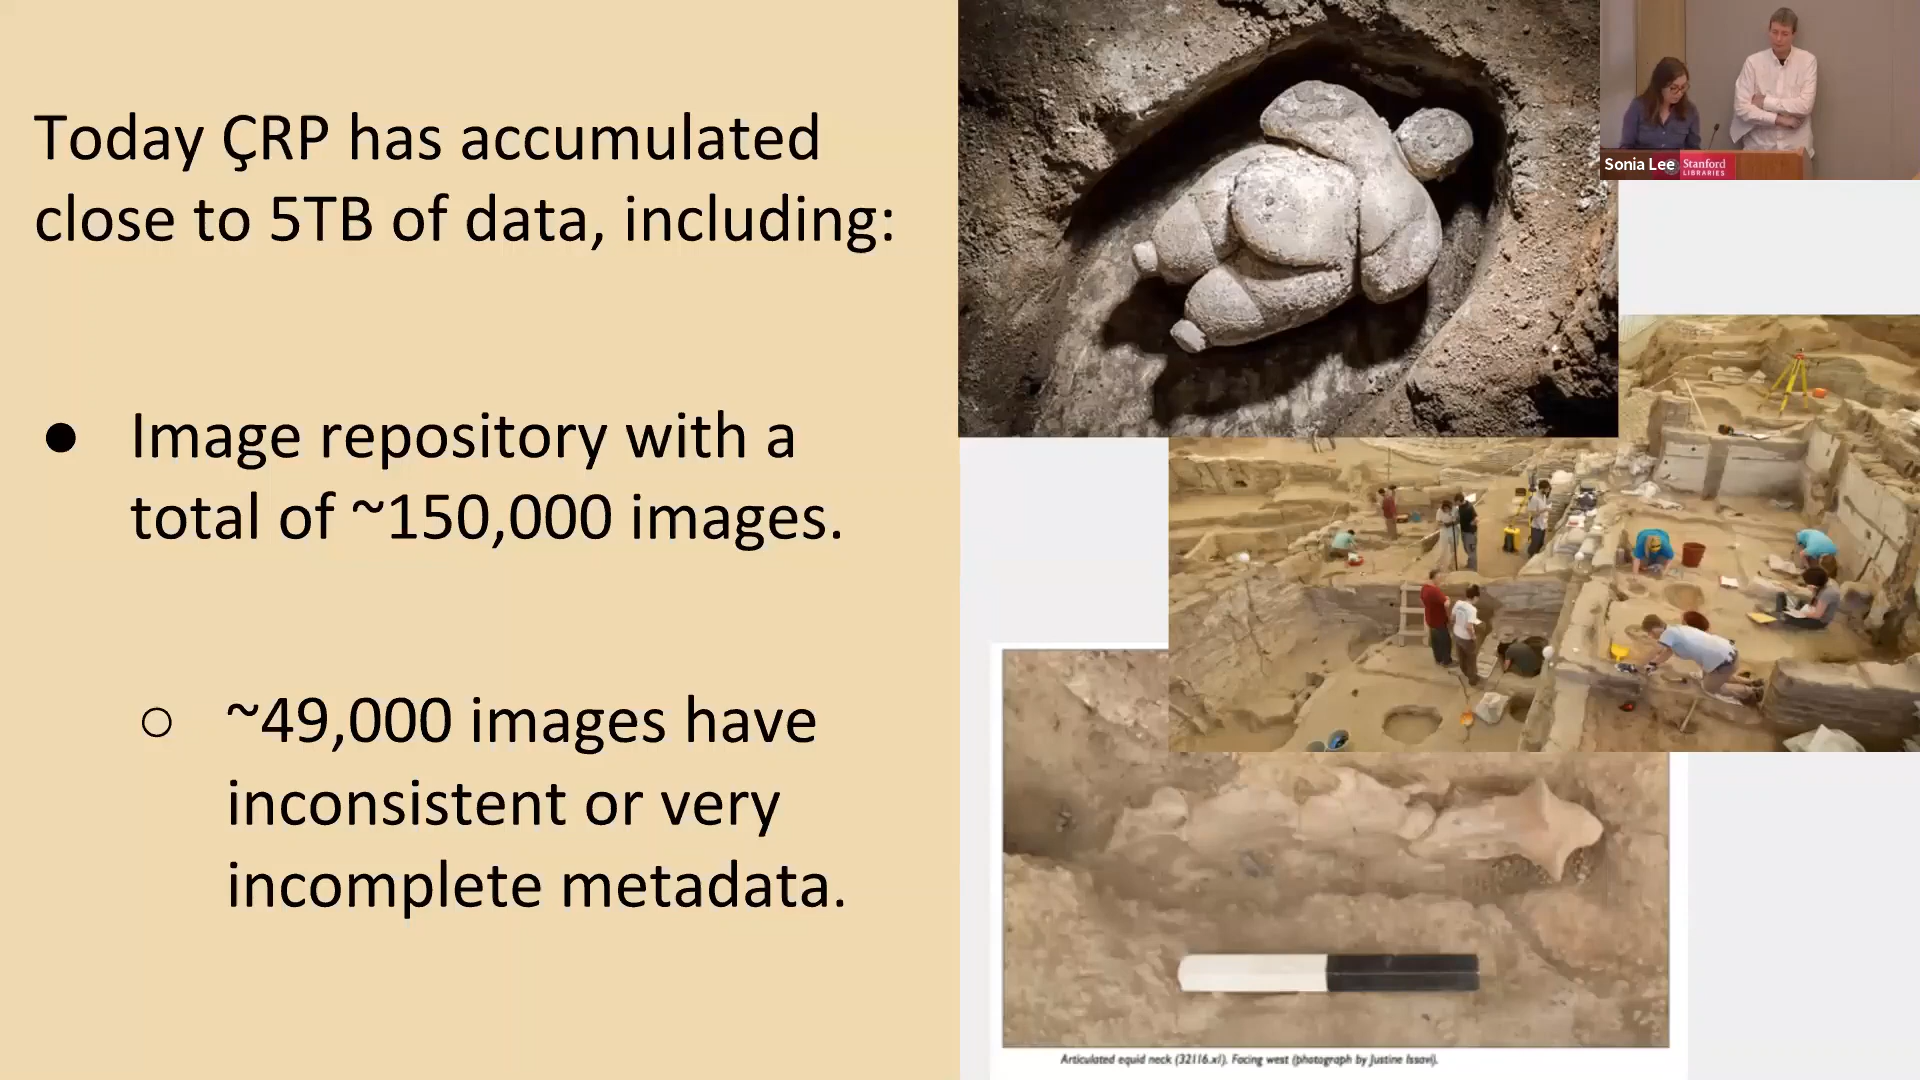 Today ÇRP has accumulated
close to 5TB of data, including:
● Image repository with a
total of ~150,000 images.
○ ~49,000 images have
inconsistent or very
incomplete metadata.
Sonia Lee
Stanford
LIBRARIES
Articulated equid neck (32116.x1). Facing west (photograph by Justine Issavi).